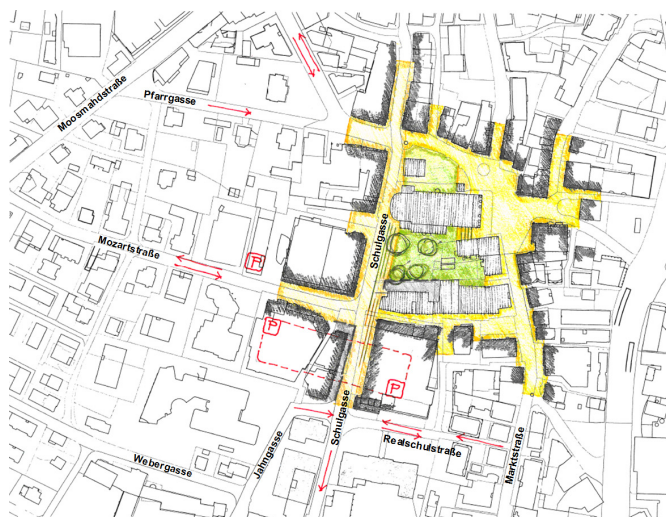 Moosmahdstraße
Pfarrgasse
Schulgasse
Mozartstraße
P
P
P
Schulgasse
Realschulstraße
Marktstraße
Jahngasse
Webergasse